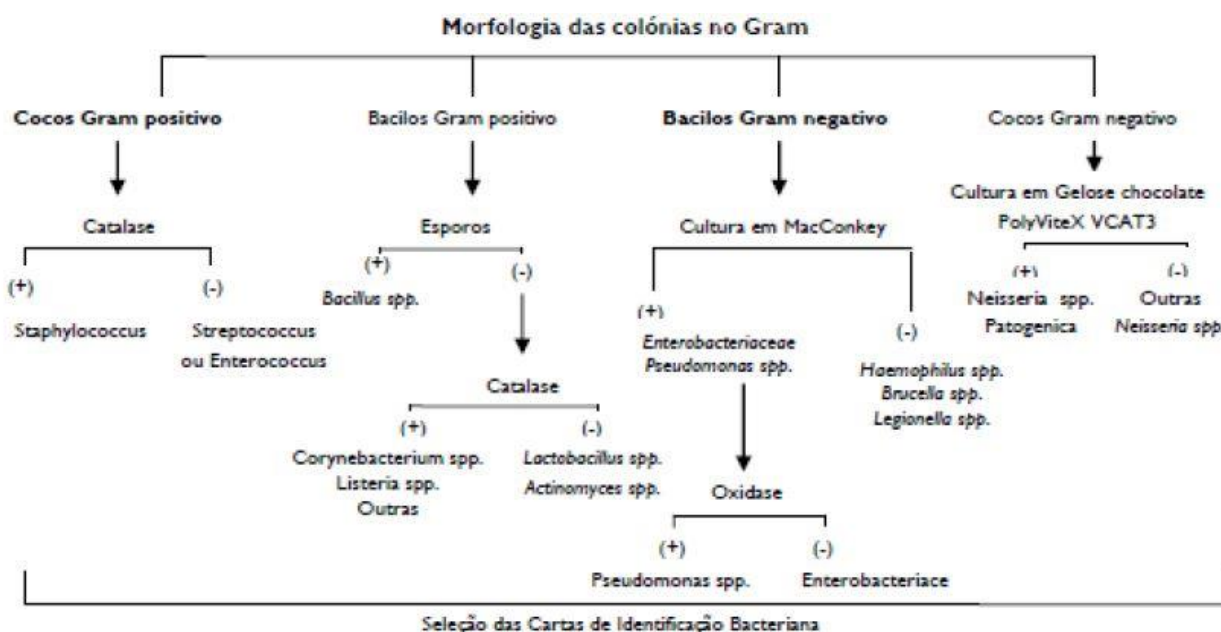 Morfologia das colónias no Gram
Cocos Gram positivo
Bacilos Gram positivo
Bacilos Gram negativo
Cocos Gram negativo
Catalase
Esporos
Cultura em MacConkey
Cultura em Gelose chocolate
PolyViteX VCAT3
(+)
(-)
Staphylococcus
Streptococcus
ou Enterococcus
(+)
(-)
Bacillus spp.
Catalase
(+)
(-)
Corynebacterium spp.
Listeria spp.
Outras
Lactobacillus spp.
Actinomyces spp.
(+)
(-)
Enterobacteriaceae
Pseudomonas spp.
Haemophilus spp.
Brucella spp.
Legionella spp.
Oxidase
(+)
(-)
Pseudomonas spp.
Enterobacteriace
(+)
(-)
Neisseria spp.
Patogenica
Outras
Neisseria spp
Seleção das Cartas de Identificação Bacteriana